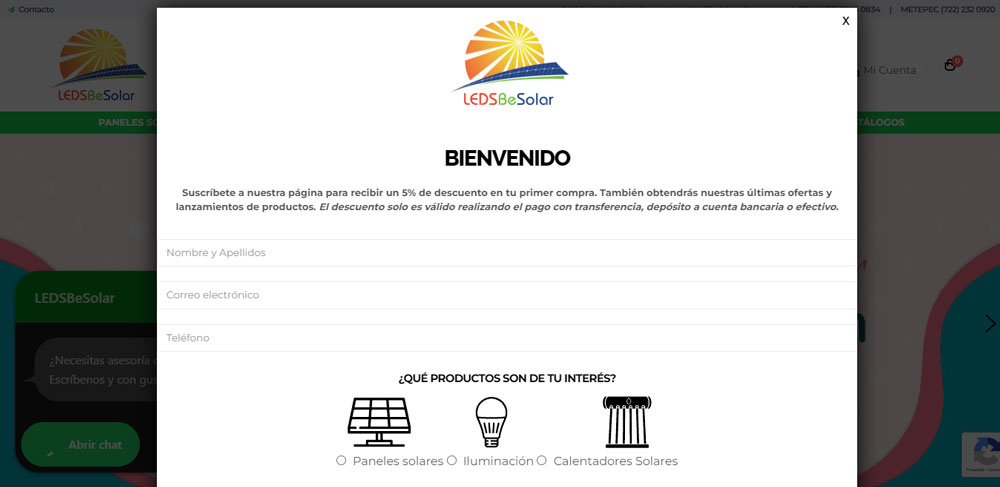 Contacto
-0834 | METEPEC (722) 232 0920
X
LEDSBeSolar
LEDSBeSolar
Mi Cuenta
0
PANELES SO
TÁLOGOS
BIENVENIDO
Suscríbete a nuestra página para recibir un 5% de descuento en tu primer compra. También obtendrás nuestras últimas ofertas y
lanzamientos de productos. El descuento solo es válido realizando el pago con transferencia, depósito a cuenta bancaria o efectivo.
Nombre y Apellidos
Correo electrónico
Teléfono
LEDSBeSolar
¿Necesitas asesoría
Escríbenos y con gus
Abrir chat
¿QUÉ PRODUCTOS SON DE TU INTERÉS?
Paneles solares Iluminación Calentadores Solares